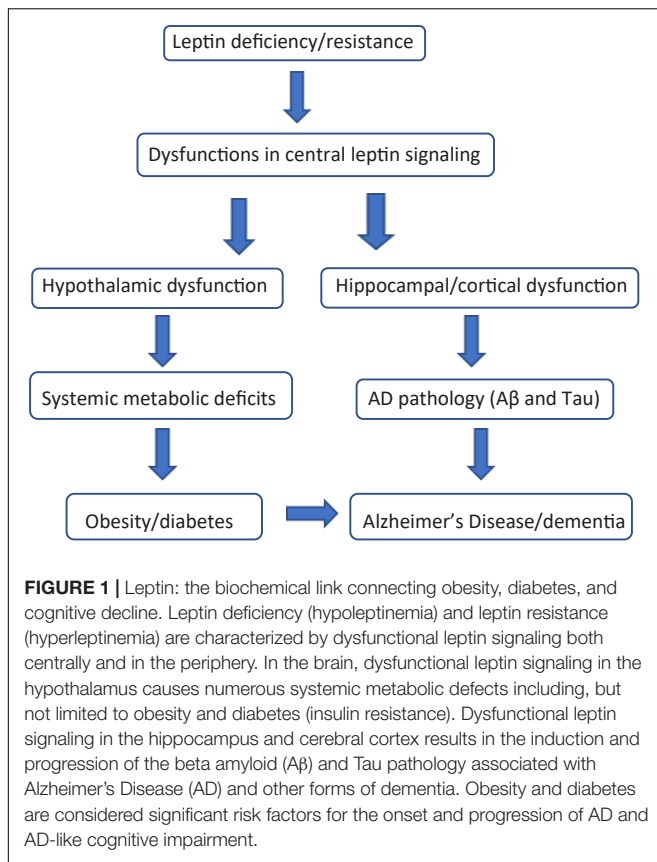 Leptin deficiency/resistance
Dysfunctions in central leptin signaling
Hypothalamic dysfunction
Hippocampal/cortical dysfunction
Systemic metabolic deficits
AD pathology (Aβ and Tau)
Obesity/diabetes
Alzheimer's Disease/dementia
FIGURE 1 | Leptin: the biochemical link connecting obesity, diabetes, and
cognitive decline. Leptin deficiency (hypoleptinemia) and leptin resistance
(hyperleptinemia) are characterized by dysfunctional leptin signaling both
centrally and in the periphery. In the brain, dysfunctional leptin signaling in the
hypothalamus causes numerous systemic metabolic defects including, but
not limited to obesity and diabetes (insulin resistance). Dysfunctional leptin
signaling in the hippocampus and cerebral cortex results in the induction and
progression of the beta amyloid (Aβ) and Tau pathology associated with
Alzheimer's Disease (AD) and other forms of dementia. Obesity and diabetes
are considered significant risk factors for the onset and progression of AD and
AD-like cognitive impairment.